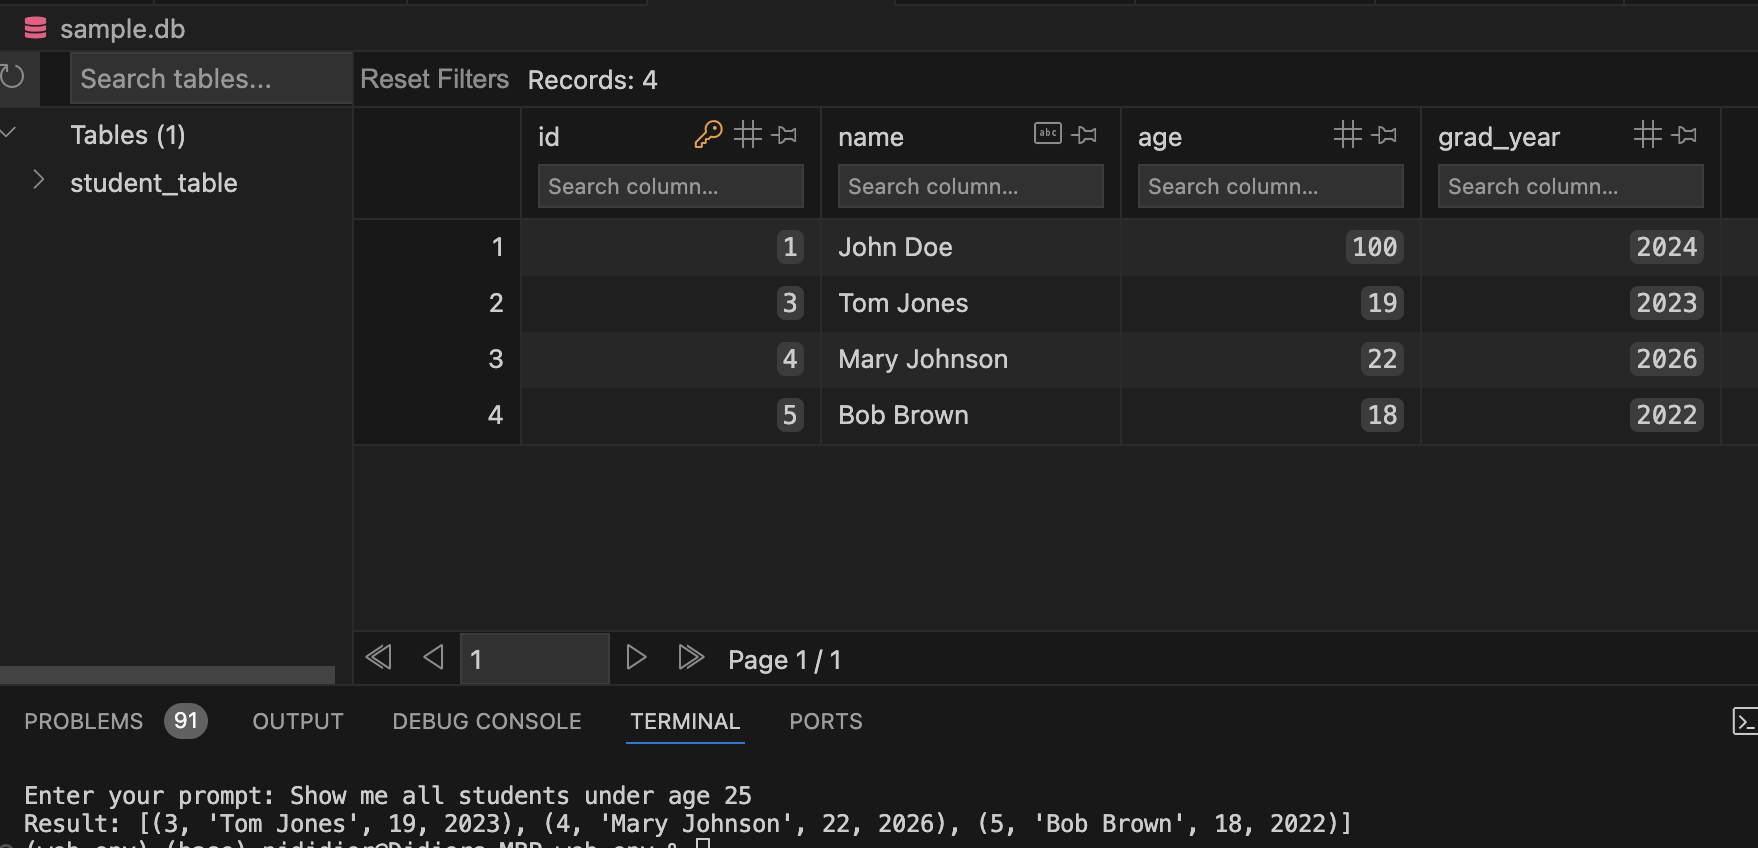 sample.db
Search tables... Reset Filters Records: 4
Tables (1)
student_table
id name abc age grad_year
Search column... Search column... Search column... Search column...
1 1 John Doe 100 2024
2 3 Tom Jones 19 2023
3 4 Mary Johnson 22 2026
4 5 Bob Brown 18 2022
1 Page 1 / 1
PROBLEMS 91 OUTPUT DEBUG CONSOLE TERMINAL PORTS
Enter your prompt: Show me all students under age 25
Result: [(3, 'Tom Jones', 19, 2023), (4, 'Mary Johnson', 22, 2026), (5, 'Bob Brown', 18, 2022)]